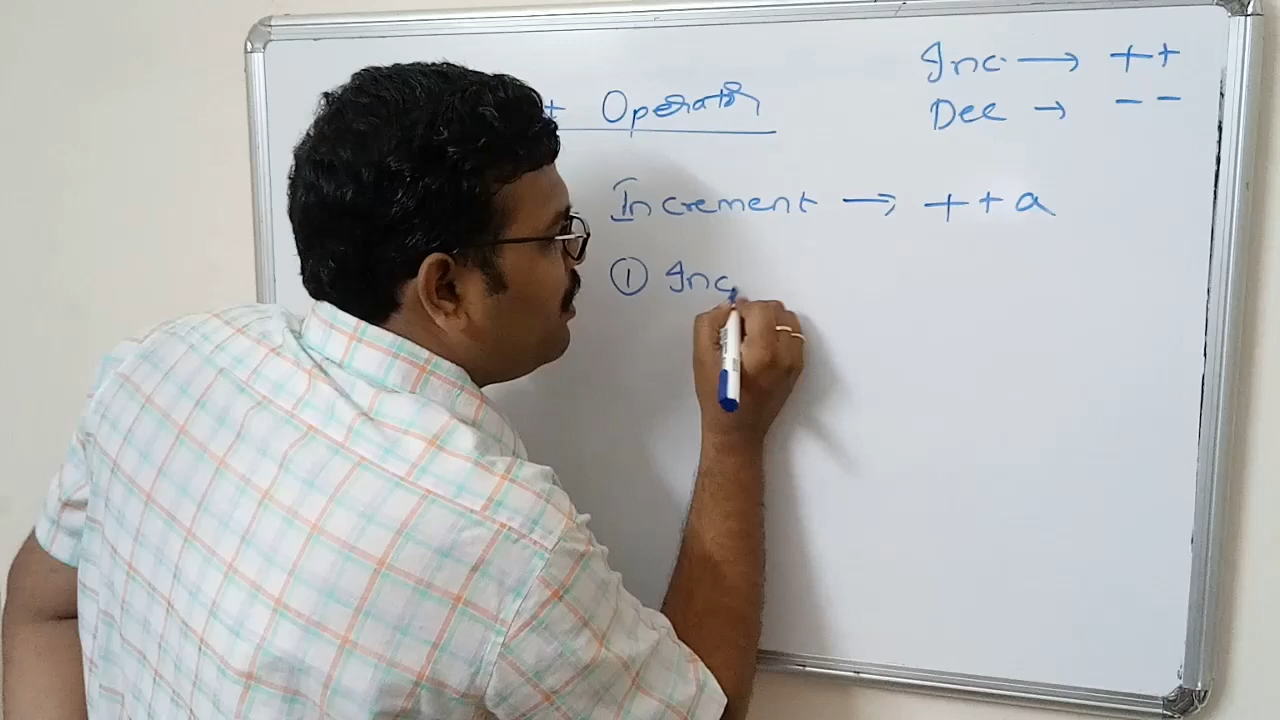 Inc → ++
Dec → --
t Operator
Increment → ++a
① Inc